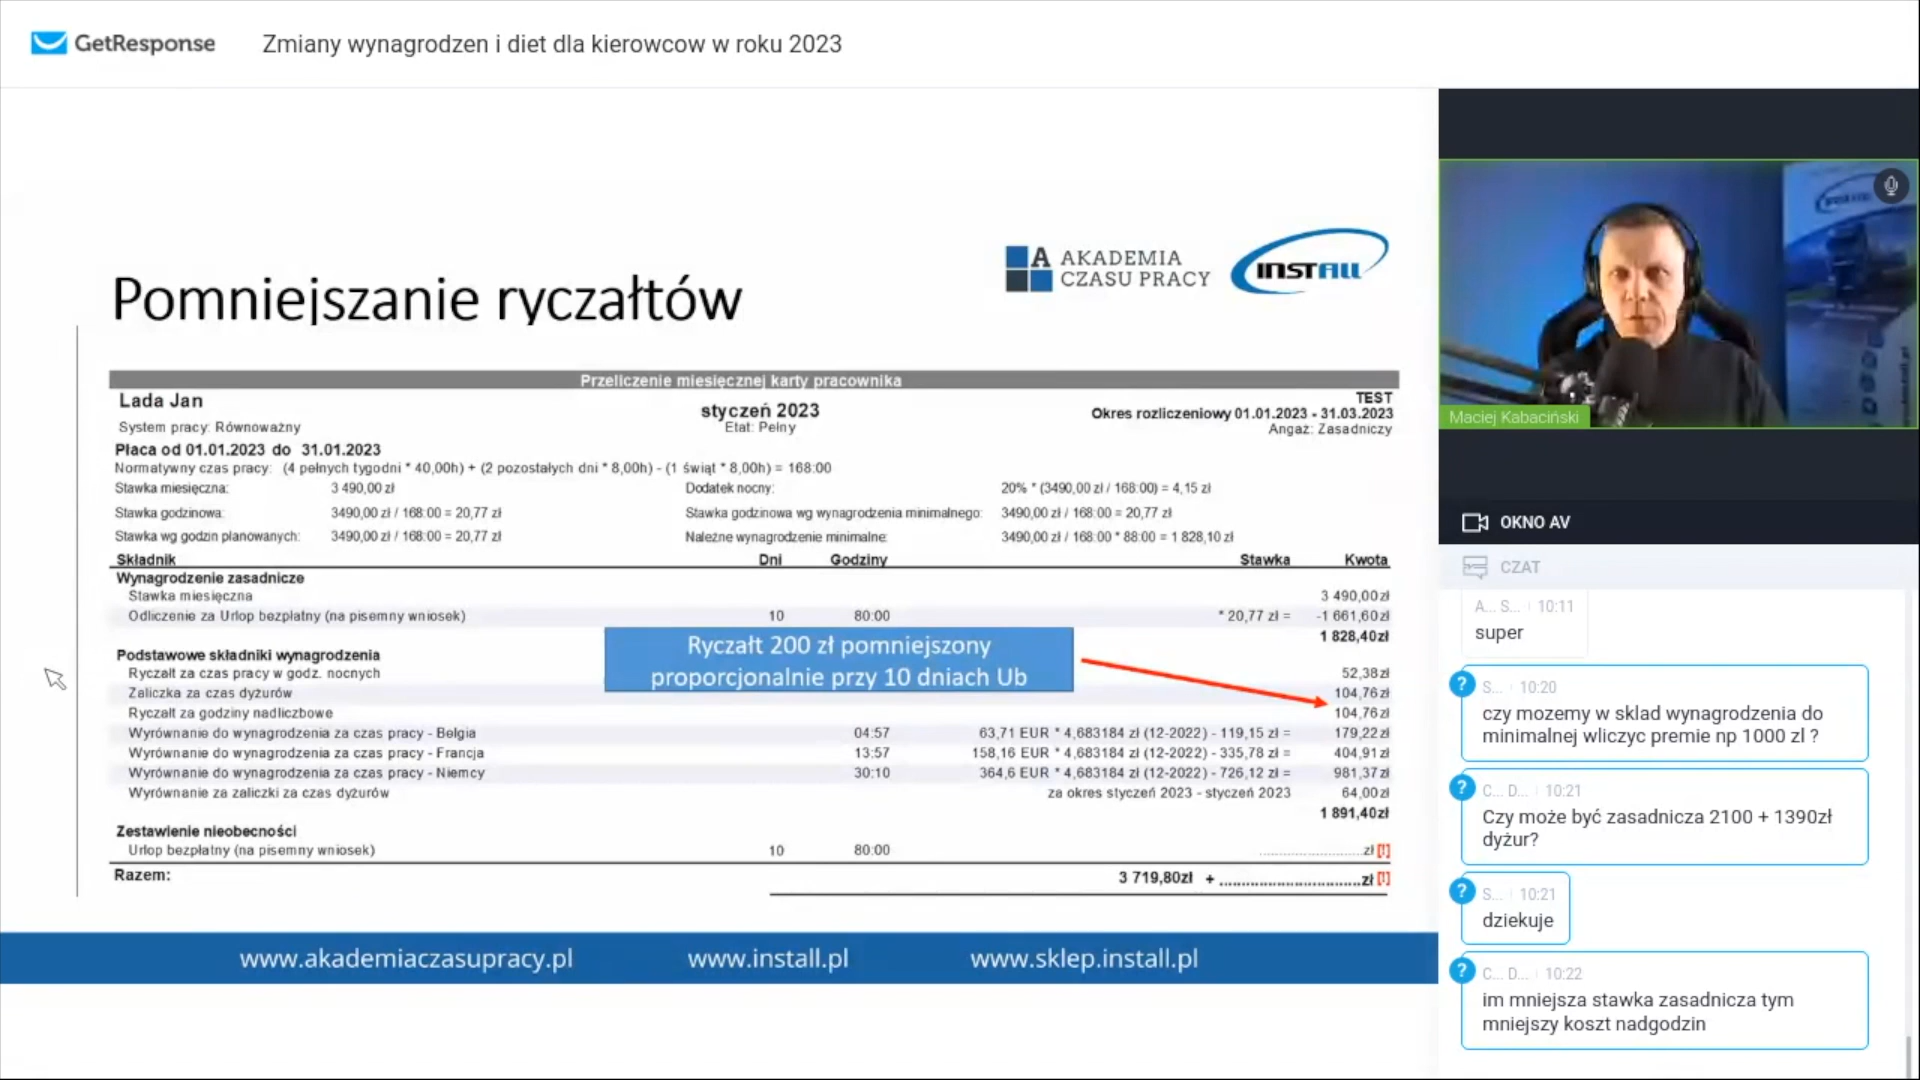 GetResponse
Zmiany wynagrodzen i diet dla kierowcow w roku 2023
A AKADEMIA
CZASU PRACY
INSTALL
Pomniejszanie ryczałtów
Przeliczenie miesięcznej karty pracownika
Lada Jan
styczeń 2023
TEST
Okres rozliczeniowy 01.01.2023 - 31.03.2023
System pracy: Równoważny
Etat: Pełny
Angaż: Zasadniczy
Płaca od 01.01.2023 do 31.01.2023
Normatywny czas pracy: (4 pełnych tygodni * 40,00h) + (2 pozostałych dni * 8,00h) - (1 świąt * 8,00h) = 168:00
Stawka miesięczna: 3 490,00 zł Dodatek nocny: 20% * (3490,00 zł / 168:00) = 4,15 zł
Stawka godzinowa: 3490,00 zł / 168:00 = 20,77 zł Stawka godzinowa wg wynagrodzenia minimalnego: 3490,00 zł / 168:00 = 20,77 zł
Stawka wg godzin planowanych: 3490,00 zł / 168:00 = 20,77 zł Należne wynagrodzenie minimalne: 3490,00 zł / 168:00 * 88:00 = 1 828,10 zł
Składnik Dni Godziny Stawka Kwota
Wynagrodzenie zasadnicze
Stawka miesięczna 3 490,00zł
Odliczenie za Urlop bezpłatny (na pisemny wniosek) 10 80:00 * 20,77 zł = -1 661,60zł
1 828,40zł
Ryczałt 200 zł pomniejszony
proporcjonalnie przy 10 dniach Ub
Podstawowe składniki wynagrodzenia
Ryczałt za czas pracy w godz. nocnych 52,38zł
Zaliczka za czas dyżurów 104,76zł
Ryczałt za godziny nadliczbowe 104,76zł
Wyrównanie do wynagrodzenia za czas pracy - Belgia 04:57 63,71 EUR * 4,683184 zł (12-2022) - 119,15 zł = 179,22zł
Wyrównanie do wynagrodzenia za czas pracy - Francja 13:57 158,16 EUR * 4,683184 zł (12-2022) - 335,78 zł = 404,91zł
Wyrównanie do wynagrodzenia za czas pracy - Niemcy 30:10 364,6 EUR * 4,683184 zł (12-2022) - 726,12 zł = 981,37zł
Wyrównanie za zaliczki za czas dyżurów za okres styczeń 2023 - styczeń 2023 64,00zł
1 891,40zł
Zestawienie nieobecności
Urlop bezpłatny (na pisemny wniosek) 10 80:00 ........................zł [!]
Razem: 3 719,80zł + ................................zł [!]
www.akademiaczasupracy.pl www.install.pl www.sklep.install.pl
Maciej Kabaciński
OKNO AV
CZAT
A... S... 10:11
super
? S... 10:20
czy mozemy w sklad wynagrodzenia do
minimalnej wliczyc premie np 1000 zl ?
? C... D... 10:21
Czy może być zasadnicza 2100 + 1390zł
dyżur?
? S... 10:21
dziekuje
? C... D... 10:22
im mniejsza stawka zasadnicza tym
mniejszy koszt nadgodzin